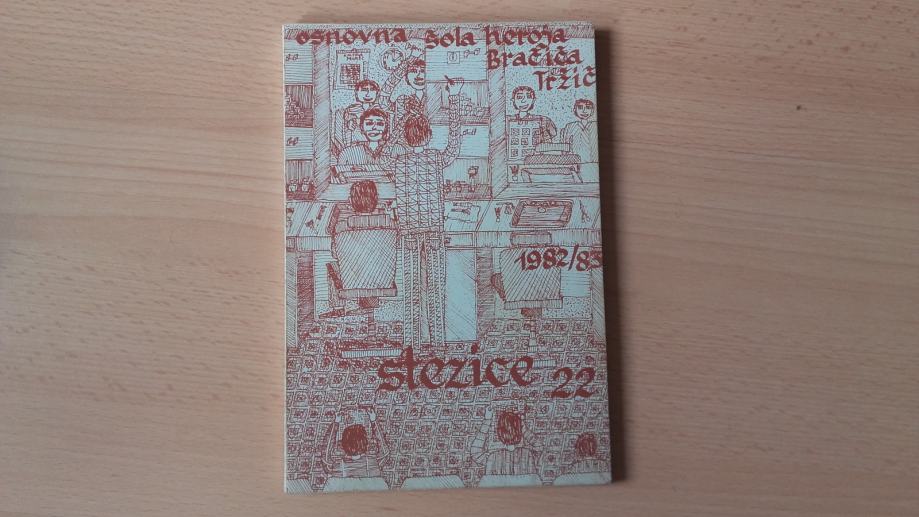 osnovna šola heroja
Bračiča
Tržič
1982/83
stezice 22